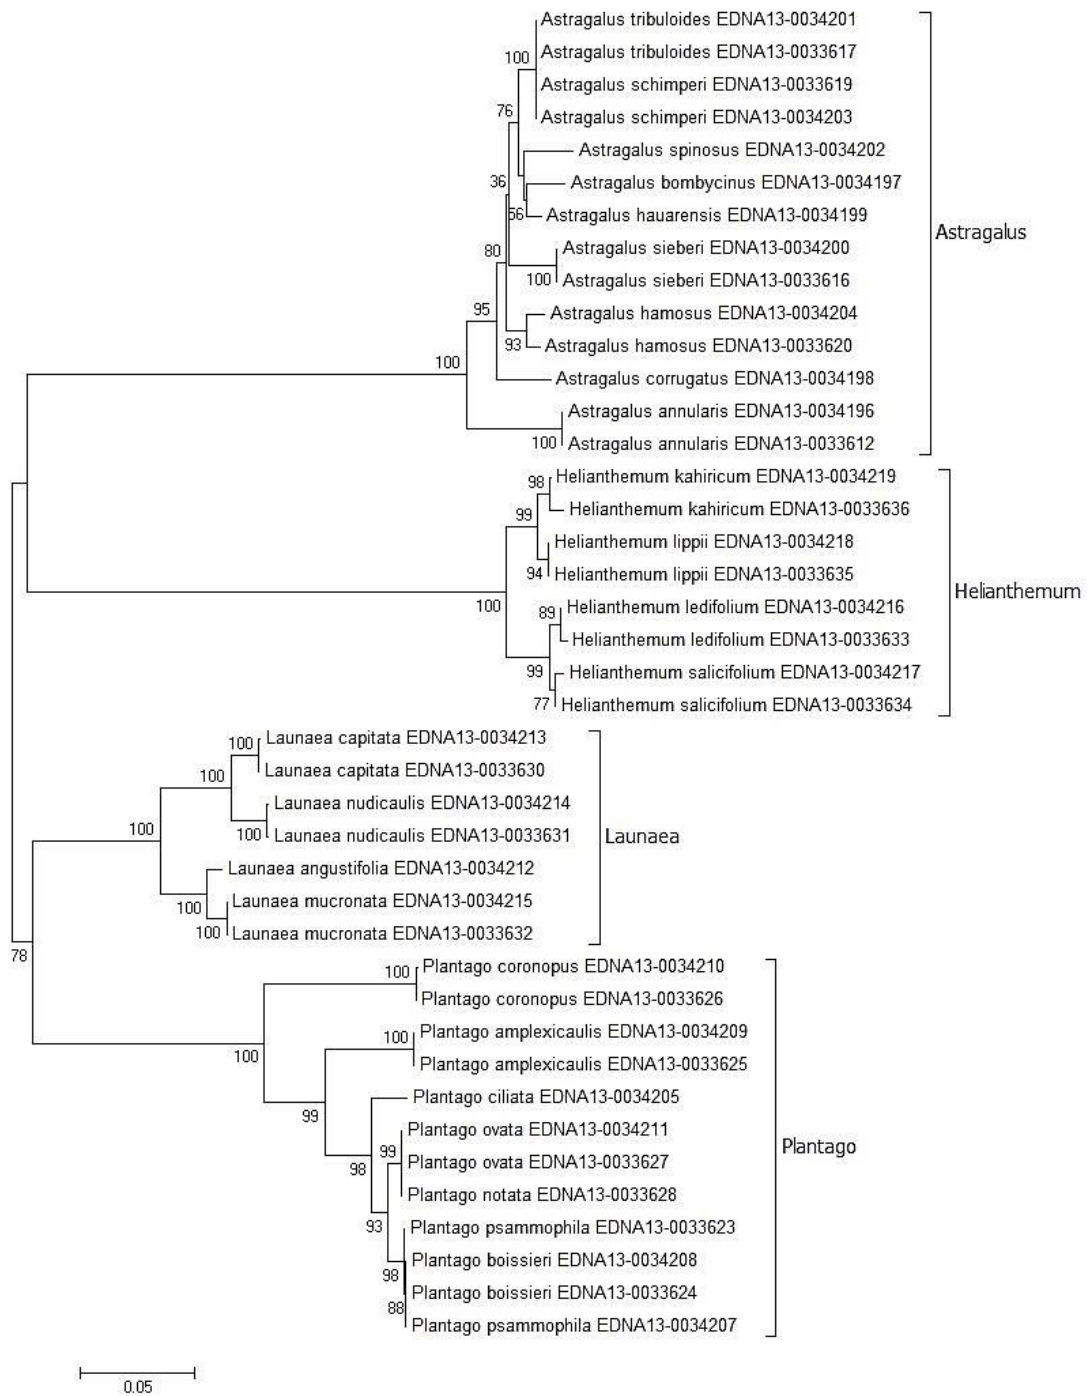 Astragalus tribuloides EDNA13-0034201
Astragalus tribuloides EDNA13-0033617
100
Astragalus schimperi EDNA13-0033619
Astragalus schimperi EDNA13-0034203
76
Astragalus spinosus EDNA13-0034202
36
Astragalus bombycinus EDNA13-0034197
56
Astragalus hauarensis EDNA13-0034199
Astragalus
80
Astragalus sieberi EDNA13-0034200
100
Astragalus sieberi EDNA13-0033616
95
Astragalus hamosus EDNA13-0034204
93
Astragalus hamosus EDNA13-0033620
100
Astragalus corrugatus EDNA13-0034198
Astragalus annularis EDNA13-0034196
100
Astragalus annularis EDNA13-0033612
98
Helianthemum kahiricum EDNA13-0034219
Helianthemum kahiricum EDNA13-0033636
99
Helianthemum lippii EDNA13-0034218
94
Helianthemum lippii EDNA13-0033635
Helianthemum
100
89
Helianthemum ledifolium EDNA13-0034216
Helianthemum ledifolium EDNA13-0033633
99
Helianthemum salicifolium EDNA13-0034217
77
Helianthemum salicifolium EDNA13-0033634
100
Launaea capitata EDNA13-0034213
100
Launaea capitata EDNA13-0033630
Launaea nudicaulis EDNA13-0034214
100
100
Launaea nudicaulis EDNA13-0033631
Launaea
Launaea angustifolia EDNA13-0034212
100
Launaea mucronata EDNA13-0034215
100
Launaea mucronata EDNA13-0033632
78
100
Plantago coronopus EDNA13-0034210
Plantago coronopus EDNA13-0033626
100
100
Plantago amplexicaulis EDNA13-0034209
Plantago amplexicaulis EDNA13-0033625
99
Plantago ciliata EDNA13-0034205
Plantago ovata EDNA13-0034211
99
Plantago
98
Plantago ovata EDNA13-0033627
Plantago notata EDNA13-0033628
93
Plantago psammophila EDNA13-0033623
Plantago boissieri EDNA13-0034208
98
Plantago boissieri EDNA13-0033624
88
Plantago psammophila EDNA13-0034207
0.05